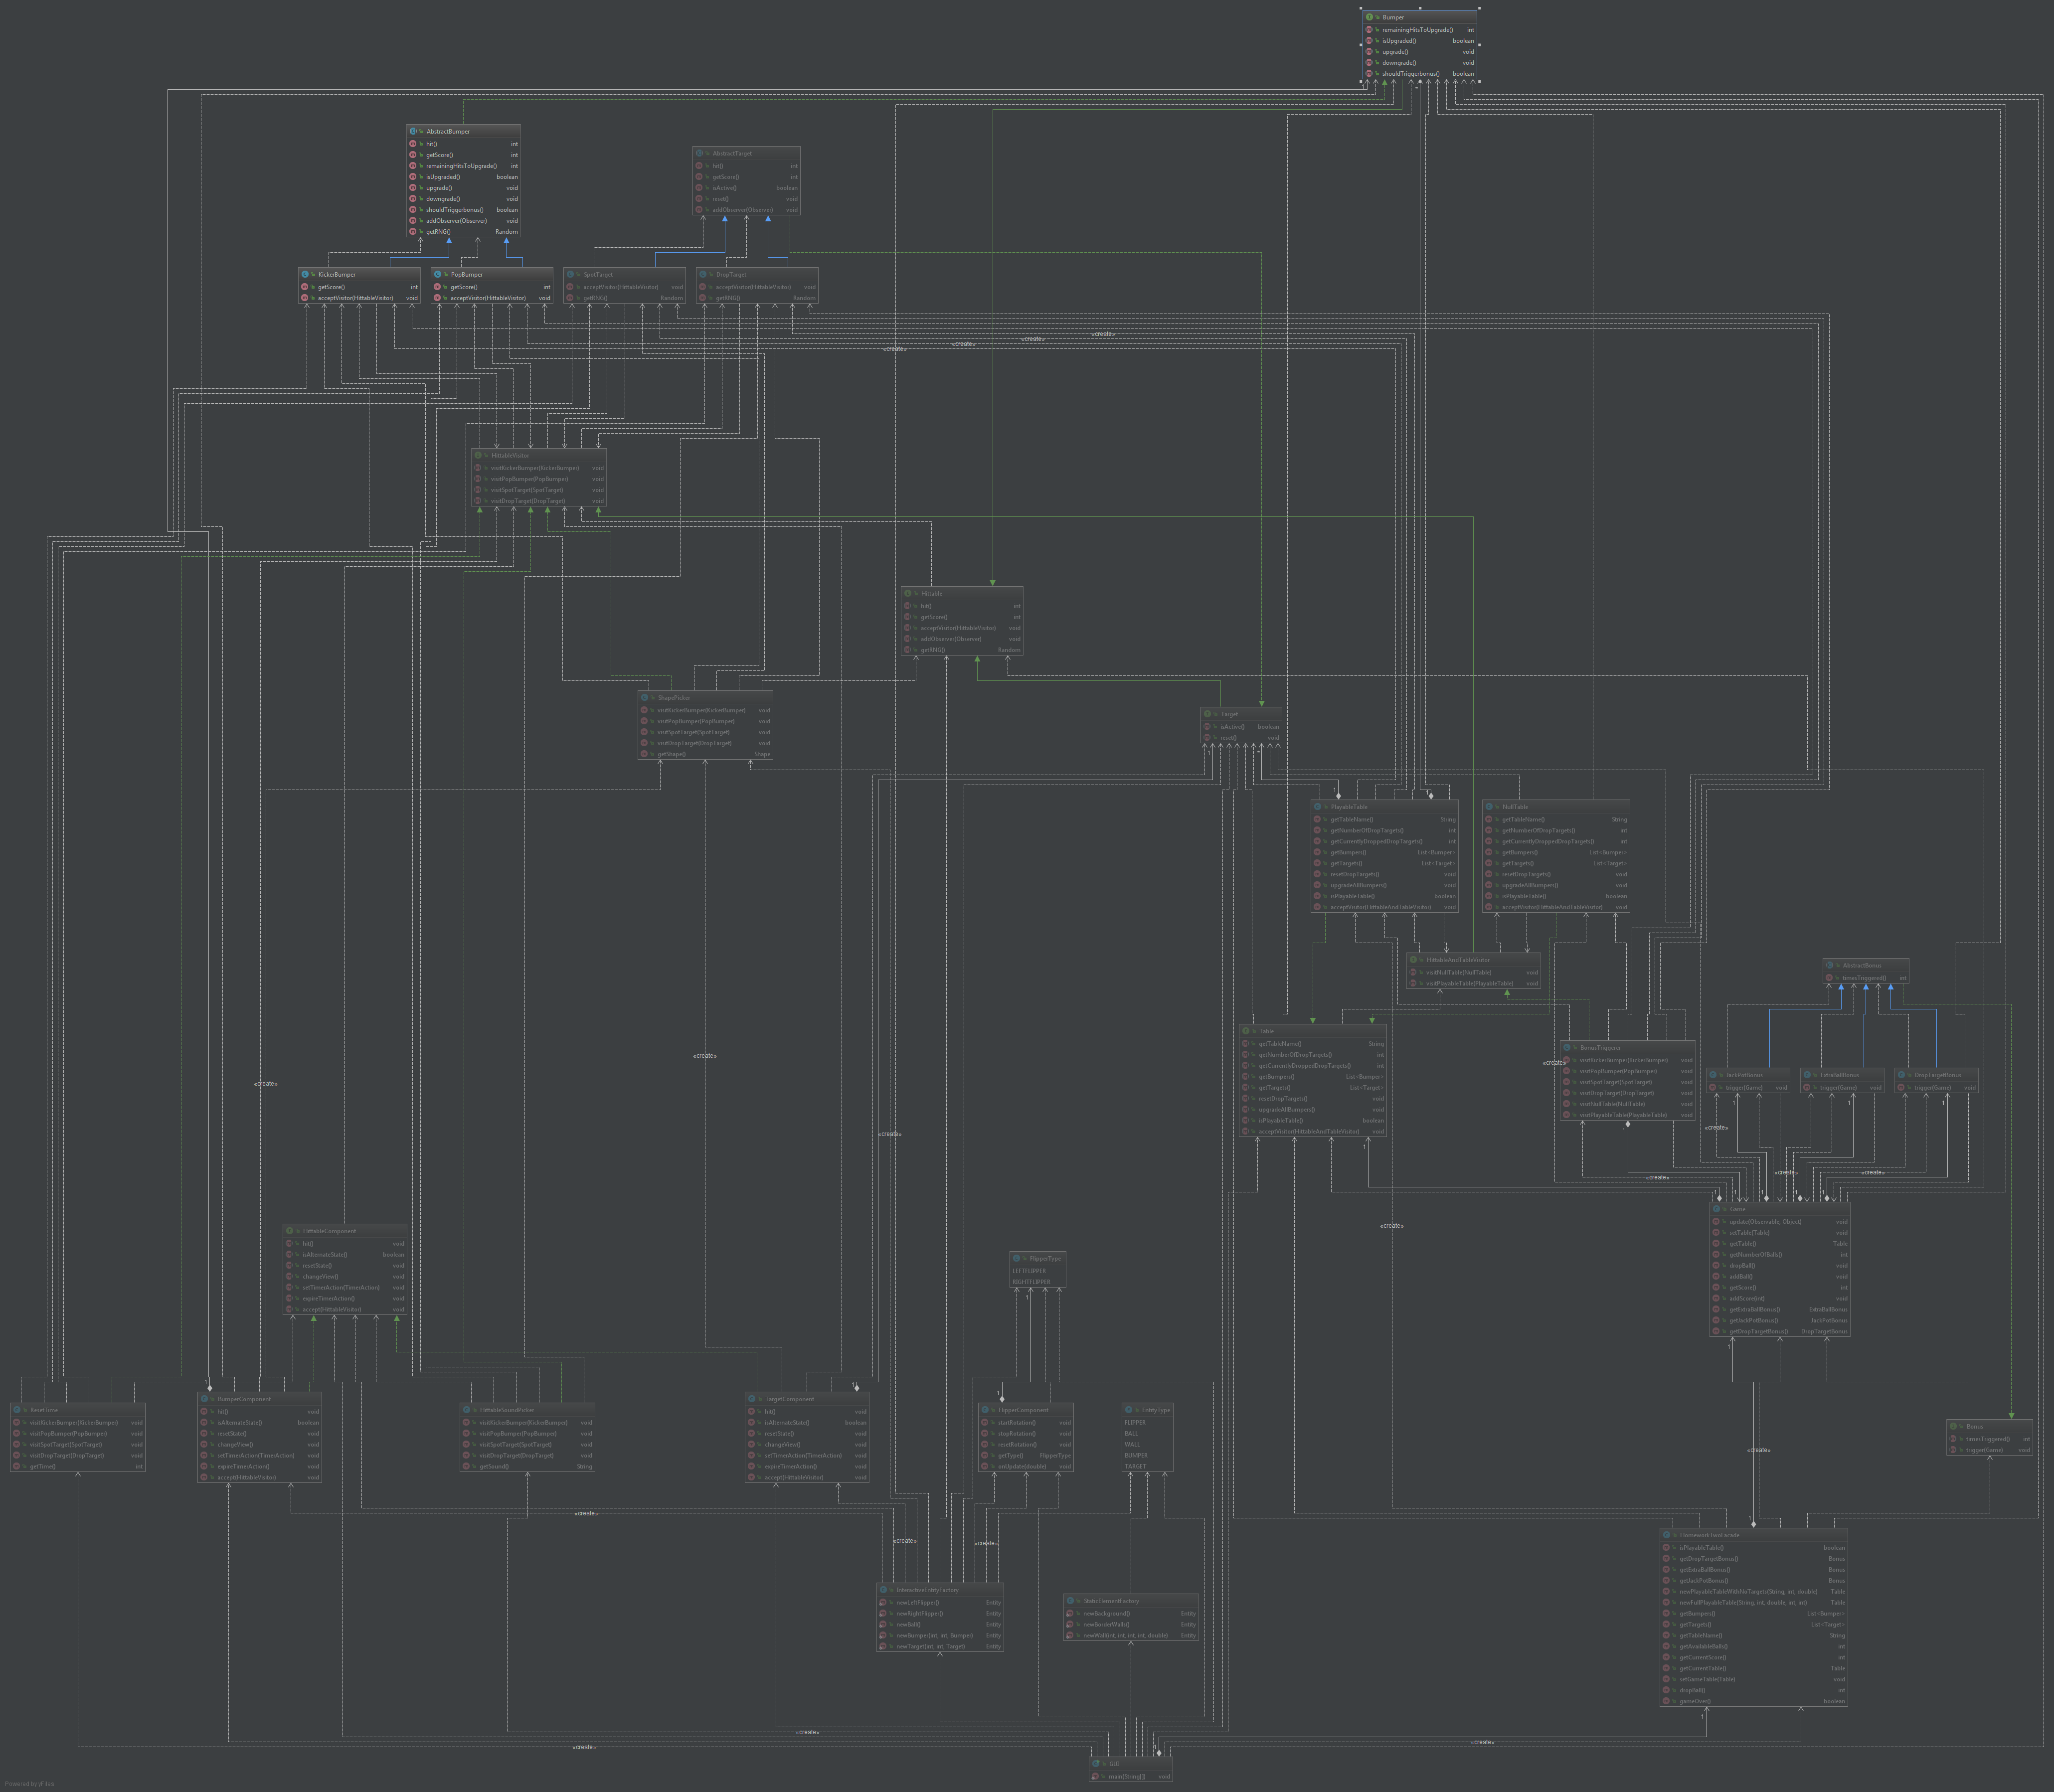 Bumper
remainingHitsToUpgrade() int
isUpgraded() boolean
upgrade() void
downgrade() void
shouldTriggerbonus() boolean
AbstractBumper
hit() int
getScore() int
remainingHitsToUpgrade() int
isUpgraded() boolean
upgrade() void
downgrade() void
shouldTriggerbonus() boolean
addObserver(Observer) void
getRNG() Random
AbstractTarget
hit() int
getScore() int
isActive() boolean
reset() void
addObserver(Observer) void
KickerBumper
getScore() int
acceptVisitor(HittableVisitor) void
PopBumper
getScore() int
acceptVisitor(HittableVisitor) void
SpotTarget
acceptVisitor(HittableVisitor) void
getRNG() Random
DropTarget
acceptVisitor(HittableVisitor) void
getRNG() Random
«create»
«create»
«create»
«create»
HittableVisitor
visitKickerBumper(KickerBumper) void
visitPopBumper(PopBumper) void
visitSpotTarget(SpotTarget) void
visitDropTarget(DropTarget) void
Hittable
hit() int
getScore() int
acceptVisitor(HittableVisitor) void
addObserver(Observer) void
getRNG() Random
ShapePicker
visitKickerBumper(KickerBumper) void
visitPopBumper(PopBumper) void
visitSpotTarget(SpotTarget) void
visitDropTarget(DropTarget) void
getShape() Shape
Target
isActive() boolean
reset() void
PlayableTable
getTableName() String
getNumberOfDropTargets() int
getCurrentlyDroppedDropTargets() int
getBumpers() List<Bumper>
getTargets() List<Target>
resetDropTargets() void
upgradeAllBumpers() void
isPlayableTable() boolean
acceptVisitor(HittableAndTableVisitor) void
NullTable
getTableName() String
getNumberOfDropTargets() int
getCurrentlyDroppedDropTargets() int
getBumpers() List<Bumper>
getTargets() List<Target>
resetDropTargets() void
upgradeAllBumpers() void
isPlayableTable() boolean
acceptVisitor(HittableAndTableVisitor) void
HittableAndTableVisitor
visitNullTable(NullTable) void
visitPlayableTable(PlayableTable) void
AbstractBonus
timesTriggered() int
Table
getTableName() String
getNumberOfDropTargets() int
getCurrentlyDroppedDropTargets() int
getBumpers() List<Bumper>
getTargets() List<Target>
resetDropTargets() void
upgradeAllBumpers() void
isPlayableTable() boolean
acceptVisitor(HittableAndTableVisitor) void
BonusTriggerer
visitKickerBumper(KickerBumper) void
visitPopBumper(PopBumper) void
visitSpotTarget(SpotTarget) void
visitDropTarget(DropTarget) void
visitNullTable(NullTable) void
visitPlayableTable(PlayableTable) void
JackPotBonus
trigger(Game) void
ExtraBallBonus
trigger(Game) void
DropTargetBonus
trigger(Game) void
«create»
«create»
«create»
«create»
«create»
«create»
«create»
«create»
«create»
Game
update(Observable, Object) void
setTable(Table) void
getTable() Table
getNumberOfBalls() int
dropBall() void
addBall() void
getScore() int
addScore(int) void
getExtraBallBonus() ExtraBallBonus
getJackPotBonus() JackPotBonus
getDropTargetBonus() DropTargetBonus
HittableComponent
hit() void
isAlternateState() boolean
resetState() void
changeView() void
setTimerAction(TimerAction) void
expireTimerAction() void
accept(HittableVisitor) void
FlipperType
LEFTFLIPPER
RIGHTFLIPPER
ResetTime
visitKickerBumper(KickerBumper) void
visitPopBumper(PopBumper) void
visitSpotTarget(SpotTarget) void
visitDropTarget(DropTarget) void
getTime() int
BumperComponent
hit() void
isAlternateState() boolean
resetState() void
changeView() void
setTimerAction(TimerAction) void
expireTimerAction() void
accept(HittableVisitor) void
HittableSoundPicker
visitKickerBumper(KickerBumper) void
visitPopBumper(PopBumper) void
visitSpotTarget(SpotTarget) void
visitDropTarget(DropTarget) void
getSound() String
TargetComponent
hit() void
isAlternateState() boolean
resetState() void
changeView() void
setTimerAction(TimerAction) void
expireTimerAction() void
accept(HittableVisitor) void
FlipperComponent
startRotation() void
stopRotation() void
resetRotation() void
getType() FlipperType
onUpdate(double) void
EntityType
FLIPPER
BALL
WALL
BUMPER
TARGET
Bonus
timesTriggered() int
trigger(Game) void
«create»
«create»
«create»
«create»
HomeworkTwoFacade
isPlayableTable() boolean
getDropTargetBonus() Bonus
getExtraBallBonus() Bonus
getJackPotBonus() Bonus
newPlayableTableWithNoTargets(String, int, double) Table
newFullPlayableTable(String, int, double, int, int) Table
getBumpers() List<Bumper>
getTargets() List<Target>
getTableName() String
getAvailableBalls() int
getCurrentScore() int
getCurrentTable() Table
setGameTable(Table) void
dropBall() int
gameOver() boolean
InteractiveEntityFactory
newLeftFlipper() Entity
newRightFlipper() Entity
newBall() Entity
newBumper(int, int, Bumper) Entity
newTarget(int, int, Target) Entity
StaticElementFactory
newBackground() Entity
newBorderWalls() Entity
newWall(int, int, int, int, double) Entity
«create»
«create»
«create»
GUI
main(String[]) void
Powered by yFiles